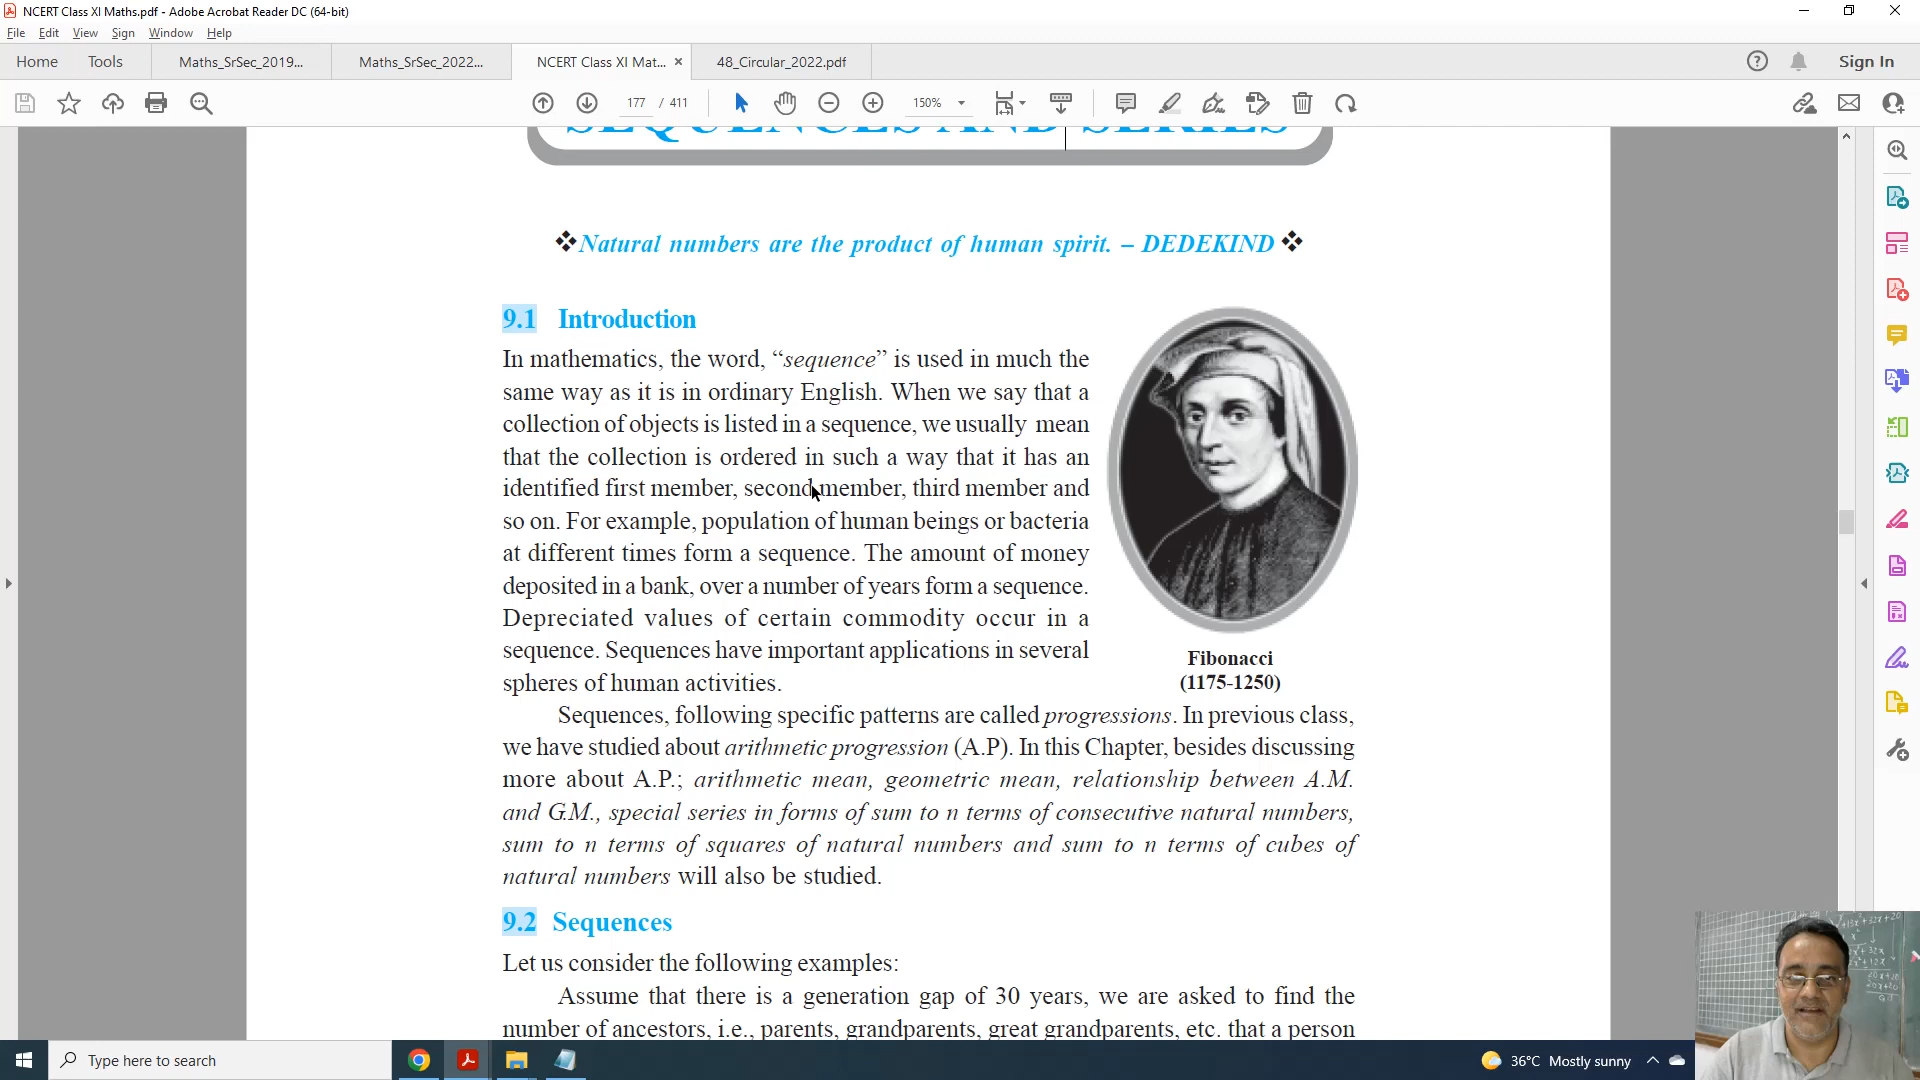 NCERT Class XI Maths.pdf - Adobe Acrobat Reader DC (64-bit)
File Edit View Sign Window Help
Home Tools Maths_SrSec_2019... Maths_SrSec_2022... NCERT Class XI Mat... × 48_Circular_2022.pdf Sign In
177 / 411 150%
SEQUENCES AND SERIES
❖Natural numbers are the product of human spirit. – DEDEKIND ❖
9.1 Introduction
In mathematics, the word, “sequence” is used in much the
same way as it is in ordinary English. When we say that a
collection of objects is listed in a sequence, we usually mean
that the collection is ordered in such a way that it has an
identified first member, second member, third member and
so on. For example, population of human beings or bacteria
at different times form a sequence. The amount of money
deposited in a bank, over a number of years form a sequence.
Depreciated values of certain commodity occur in a
sequence. Sequences have important applications in several
spheres of human activities.
Fibonacci
(1175-1250)
Sequences, following specific patterns are called progressions. In previous class,
we have studied about arithmetic progression (A.P). In this Chapter, besides discussing
more about A.P.; arithmetic mean, geometric mean, relationship between A.M.
and G.M., special series in forms of sum to n terms of consecutive natural numbers,
sum to n terms of squares of natural numbers and sum to n terms of cubes of
natural numbers will also be studied.
9.2 Sequences
Let us consider the following examples:
Assume that there is a generation gap of 30 years, we are asked to find the
number of ancestors, i.e., parents, grandparents, great grandparents, etc. that a person
Type here to search
36°C Mostly sunny